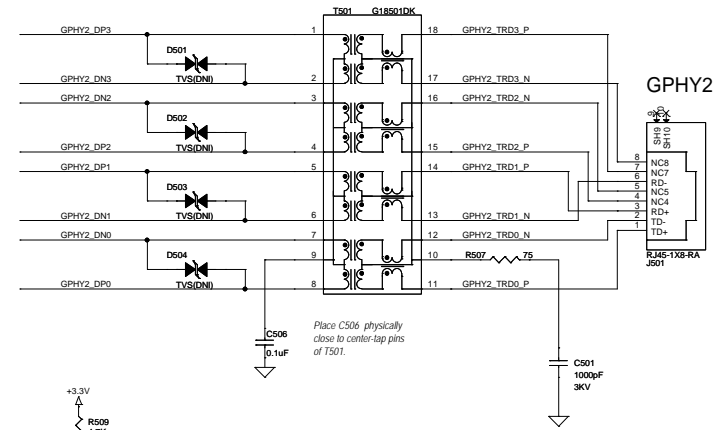 T501 G18501DK
GPHY2_DP3 1 18 GPHY2_TRD3_P
D501
TVS(DNI)
GPHY2_DN3 2 17 GPHY2_TRD3_N
GPHY2
GPHY2_DN2 3 16 GPHY2_TRD2_N
D502
TVS(DNI)
GPHY2_DP2 4 15 GPHY2_TRD2_P
GPHY2_DP1 5 14 GPHY2_TRD1_P
D503
TVS(DNI)
GPHY2_DN1 6 13 GPHY2_TRD1_N
GPHY2_DN0 7 12 GPHY2_TRD0_N
D504
TVS(DNI)
9 10 R507 75
GPHY2_DP0 8 11 GPHY2_TRD0_P
SH9
SH10
8 NC8
7 NC7
6 RD-
5 NC5
4 NC4
3 RD+
2 TD-
1 TD+
RJ45-1X8-RA
J501
C506
0.1uF
Place C506 physically
close to center-tap pins
of T501.
C501
1000pF
3KV
+3.3V
R509